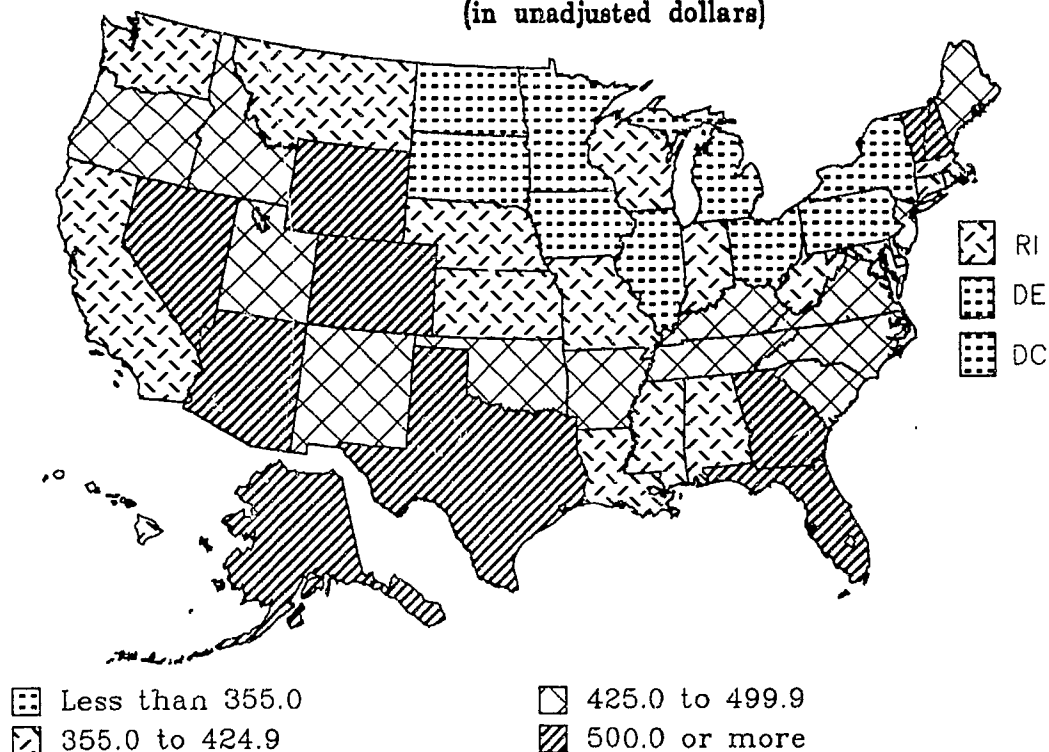 (in unadjusted dollars)
RI
DE
DC
Less than 355.0
355.0 to 424.9
425.0 to 499.9
500.0 or more